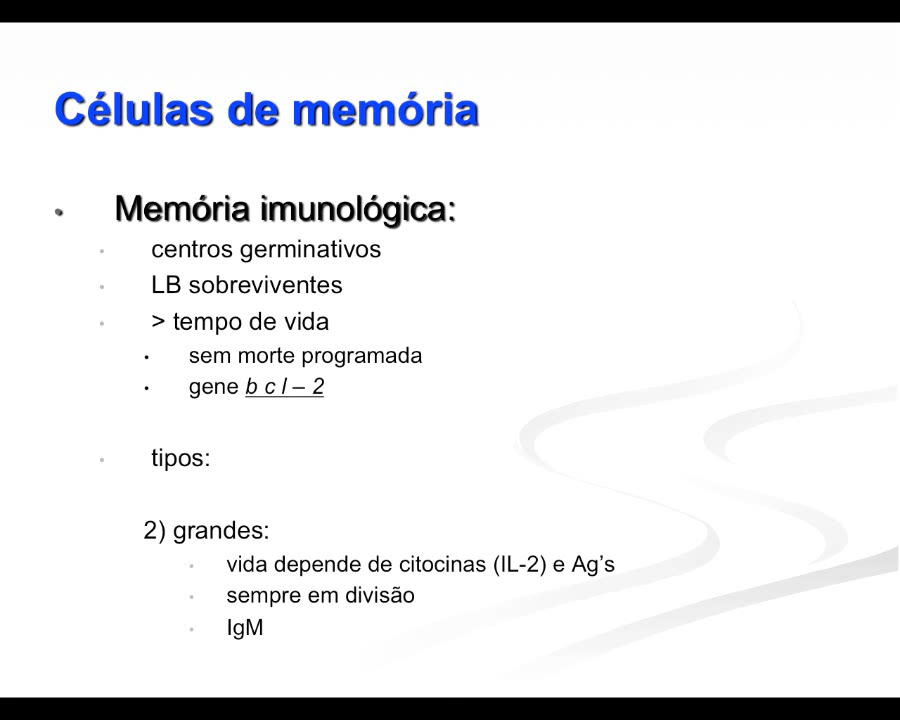 Células de memória
• Memória imunológica:
• centros germinativos
• LB sobreviventes
• > tempo de vida
• sem morte programada
• gene b c l – 2
• tipos:
2) grandes:
• vida depende de citocinas (IL-2) e Ag’s
• sempre em divisão
• IgM